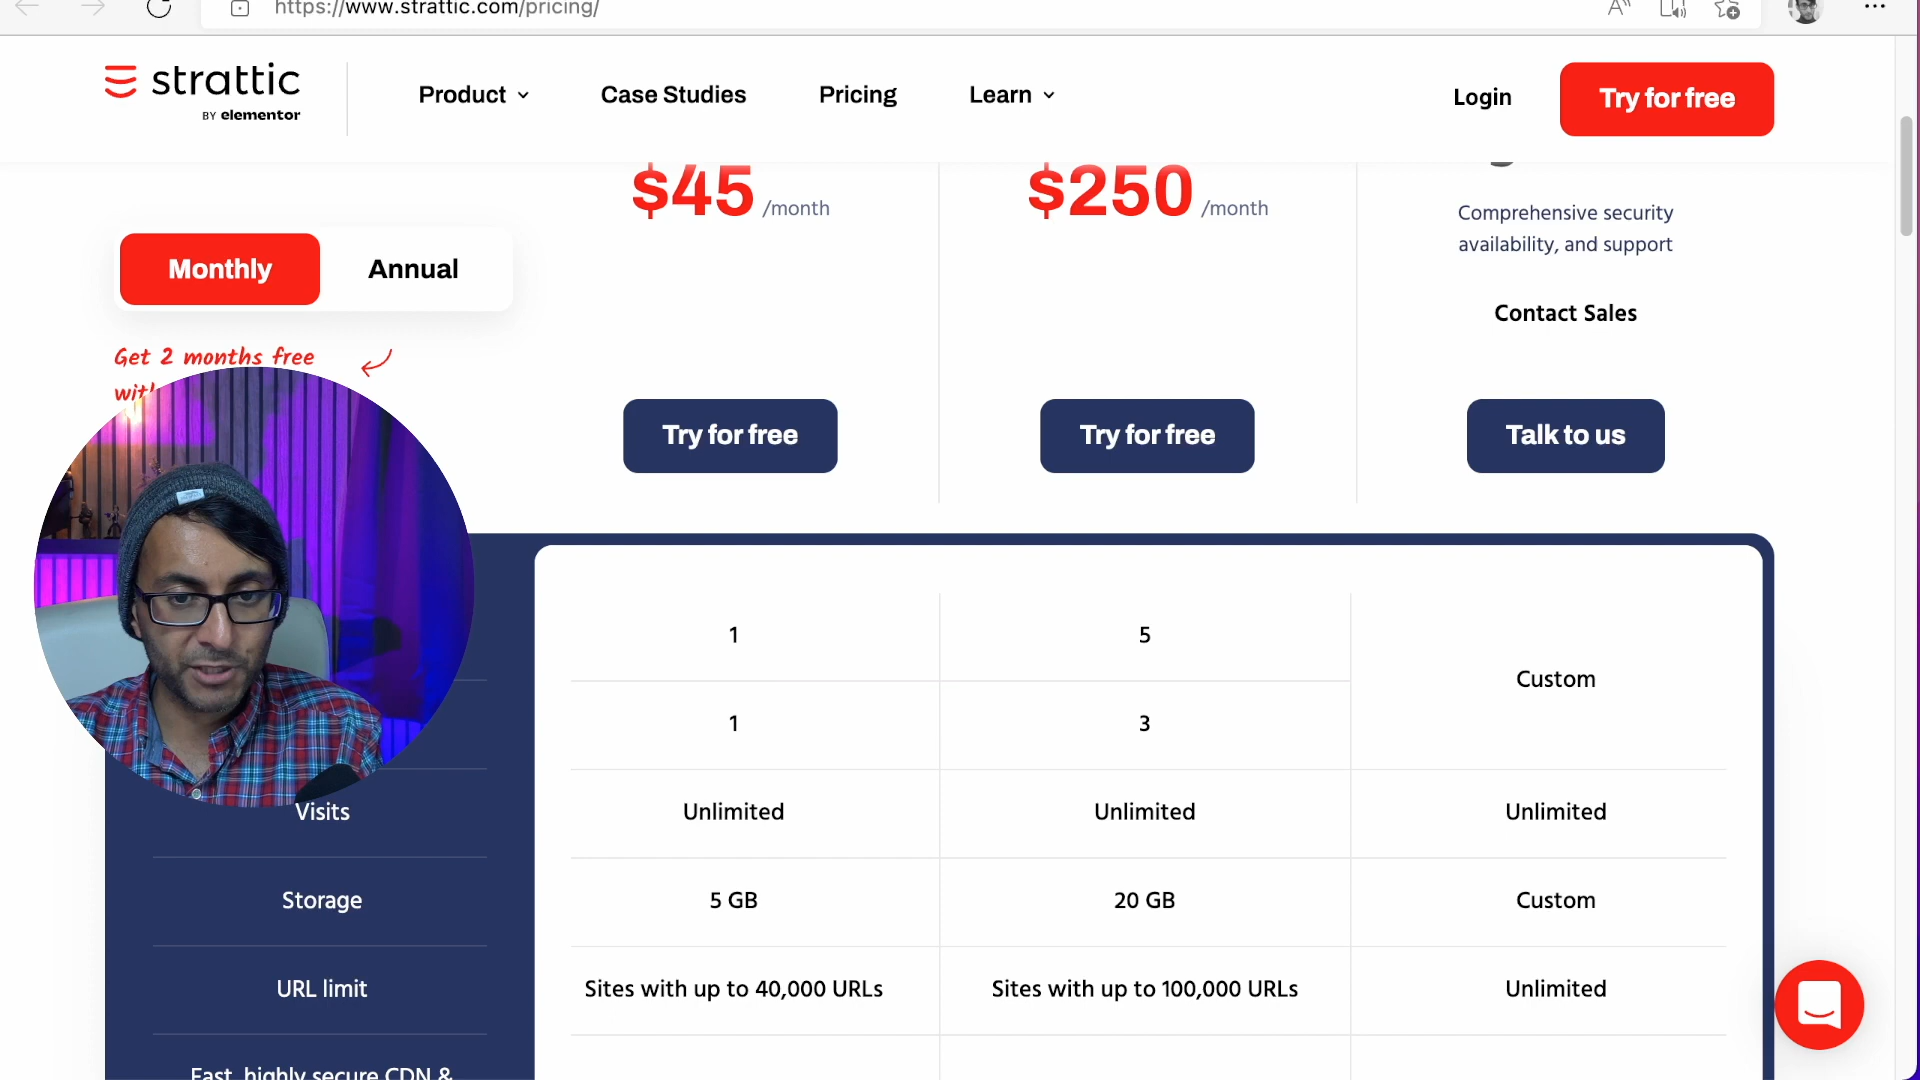 https://www.strattic.com/pricing/
strattic
BY elementor
Product
Case Studies
Pricing
Learn
Login
Try for free
$45 /month
$250 /month
Comprehensive security
availability, and support
Contact Sales
Monthly
Annual
Get 2 months free
Try for free
Try for free
Talk to us
1
5
Custom
1
3
Visits
Unlimited
Unlimited
Unlimited
Storage
5 GB
20 GB
Custom
URL limit
Sites with up to 40,000 URLs
Sites with up to 100,000 URLs
Unlimited
Fast, highly secure CDN &